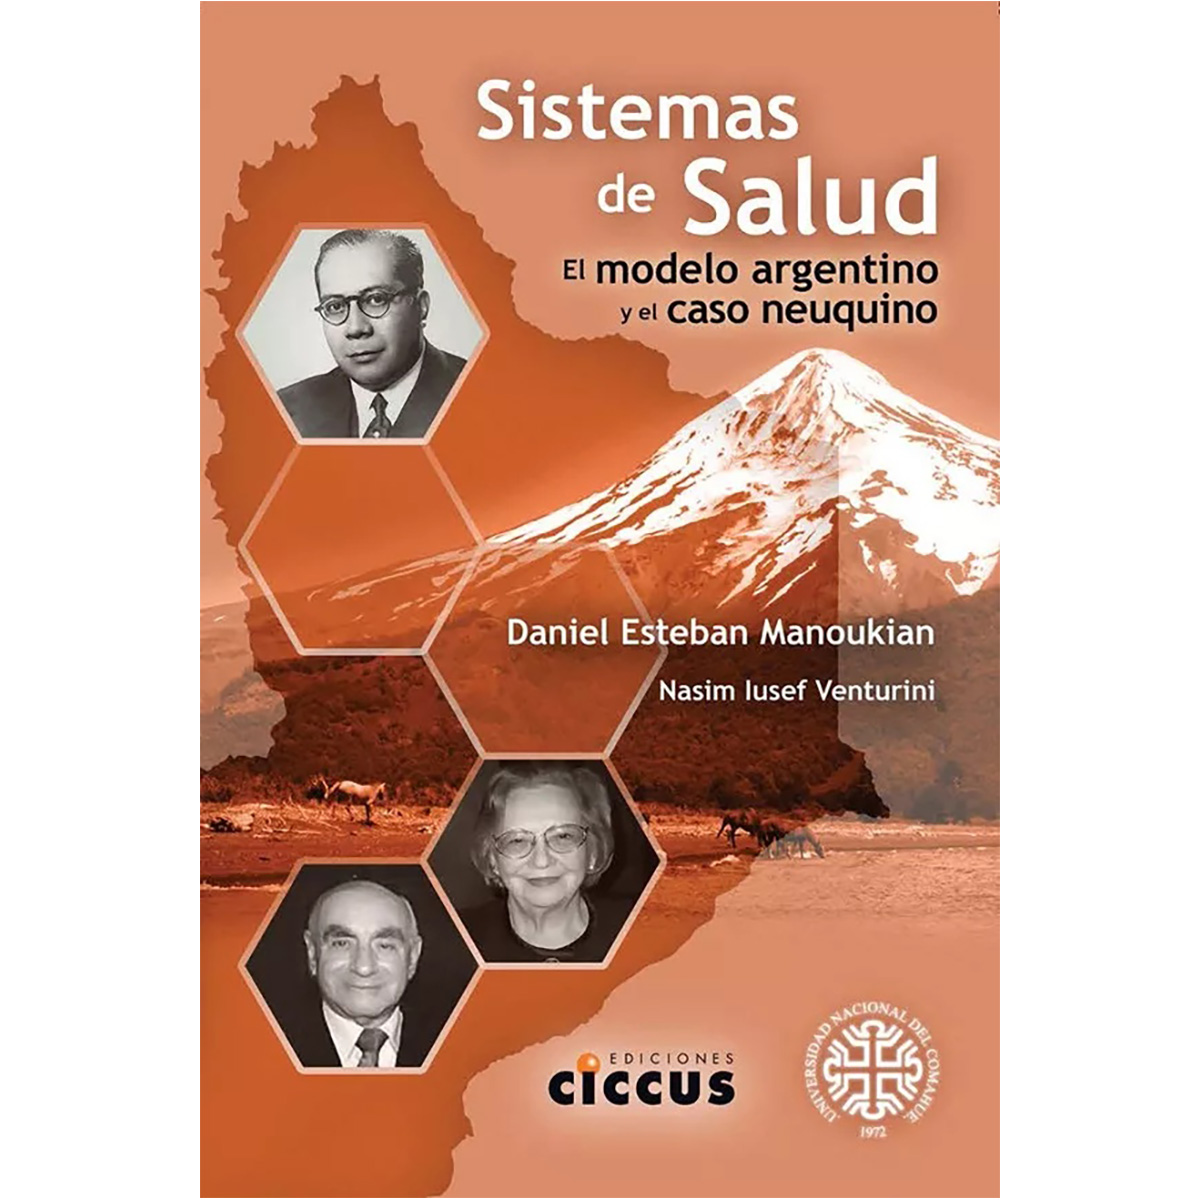 Sistemas
de Salud
El modelo argentino
y el caso neuquino
Daniel Esteban Manoukian
Nasim Iusef Venturini
EDICIONES
CICCUS
UNIVERSIDAD NACIONAL DEL COMAHUE
1972